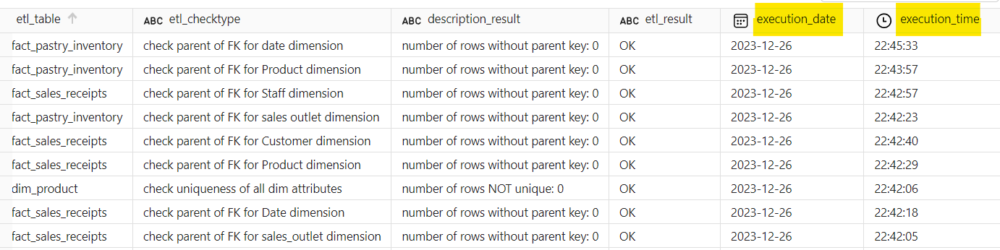 etl_table ABC etl_checktype ABC description_result ABC etl_result execution_date execution_time
fact_pastry_inventory check parent of FK for date dimension number of rows without parent key: 0 OK 2023-12-26 22:45:33
fact_pastry_inventory check parent of FK for Product dimension number of rows without parent key: 0 OK 2023-12-26 22:43:57
fact_sales_receipts check parent of FK for Staff dimension number of rows without parent key: 0 OK 2023-12-26 22:42:57
fact_pastry_inventory check parent of FK for sales outlet dimension number of rows without parent key: 0 OK 2023-12-26 22:42:23
fact_sales_receipts check parent of FK for Customer dimension number of rows without parent key: 0 OK 2023-12-26 22:42:40
fact_sales_receipts check parent of FK for Product dimension number of rows without parent key: 0 OK 2023-12-26 22:42:29
dim_product check uniqueness of all dim attributes number of rows NOT unique: 0 OK 2023-12-26 22:42:06
fact_sales_receipts check parent of FK for Date dimension number of rows without parent key: 0 OK 2023-12-26 22:42:18
fact_sales_receipts check parent of FK for sales_outlet dimension number of rows without parent key: 0 OK 2023-12-26 22:42:05